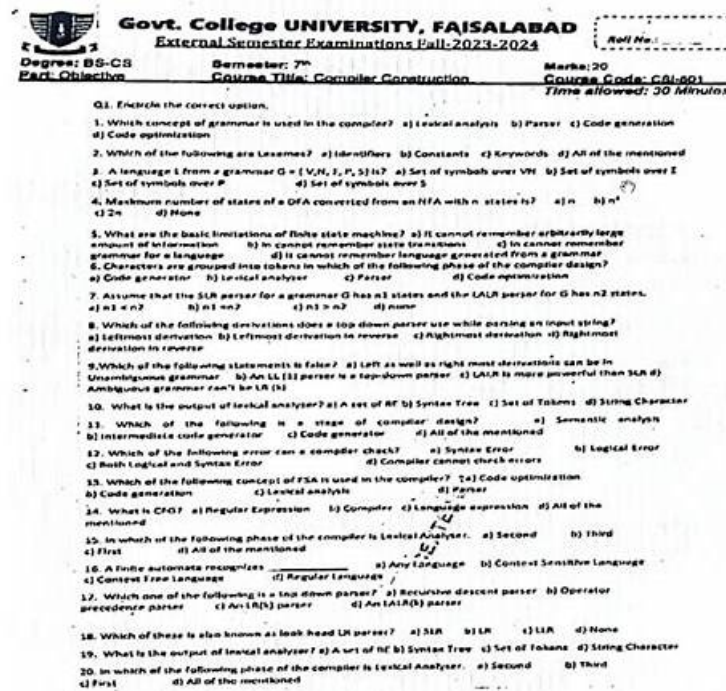 Govt. College UNIVERSITY, FAISALABAD
External Semester Examinations Fall-2023-2024
Roll No.:
Degree: BS-CS Semester: 7th Marks: 20
Part: Objective Course Title: Compiler Construction Course Code: CSI-601
Time allowed: 30 Minutes
Q1. Encircle the correct option.
1. Which concept of grammar is used in the compiler? a) Lexical analysis b) Parser c) Code generation
d) Code optimization
2. Which of the following are Lexemes? a) Identifiers b) Constants c) Keywords d) All of the mentioned
3. A language L from a grammar G = { V,N, Σ, P, S} is? a) Set of symbols over VN b) Set of symbols over Σ
c) Set of symbols over P d) Set of symbols over S
4. Maximum number of states of a DFA converted from an NFA with n states is? a) n b) n²
c) 2n d) None
5. What are the basic limitations of finite state machine? a) It cannot remember arbitrarily large
amount of information b) In cannot remember state transitions c) In cannot remember
grammar for a language d) It cannot remember language generated from a grammar
6. Characters are grouped into tokens in which of the following phase of the compiler design?
a) Code generator b) Lexical analyser c) Parser d) Code optimization
7. Assume that the SLR parser for a grammar G has n1 states and the LALR parser for G has n2 states.
a) n1 < n2? b) n1 =n2? c) n1 > n2? d) none
8. Which of the following derivations does a top down parser use while parsing an input string?
a) Leftmost derivation b) Leftmost derivation in reverse c) Rightmost derivation d) Rightmost
derivation in reverse
9.Which of the following statements is false? a) Left as well as right most derivations can be in
Unambiguous grammar b) An LL [1] parser is a top-down parser c) LALR is more powerful than SLR d)
Ambiguous grammar can't be LR (k)
10. What is the output of lexical analyzer? a) A set of RE b) Syntax Tree c) Set of Tokens d) String Character
11. Which of the following is a stage of compiler design? a) Semantic analysis
b) Intermediate code generator c) Code generator d) All of the mentioned
12. Which of the following error can a compiler check? a) Syntax Error b) Logical Error
c) Both Logical and Syntax Error d) Compiler cannot check errors
13. Which of the following concept of FSA is used in the compiler? a) Code optimization
b) Code generation c) Lexical analysis d) Parser
14. What is CFG? a) Regular Expression b) Compiler c) Language expression d) All of the
mentioned
15. In which of the following phase of the compiler is Lexical Analyser. a) Second b) Third
c) First d) All of the mentioned
16. A finite automata recognizes ____________ a) Any Language b) Context Sensitive Language
c) Context Free Language d) Regular Language
17. Which one of the following is a top down parser? a) Recursive descent parser b) Operator
precedence parser c) An LR(k) parser d) An LALR(k) parser
18. Which of these is also known as look head LR parser? a) SLR b) LR c) LLR d) None
19. What is the output of lexical analyzer? a) A set of RE b) Syntax Tree c) Set of Tokens d) String Character
20. In which of the following phase of the compiler is Lexical Analyser. a) Second b) Third
c) First d) All of the mentioned